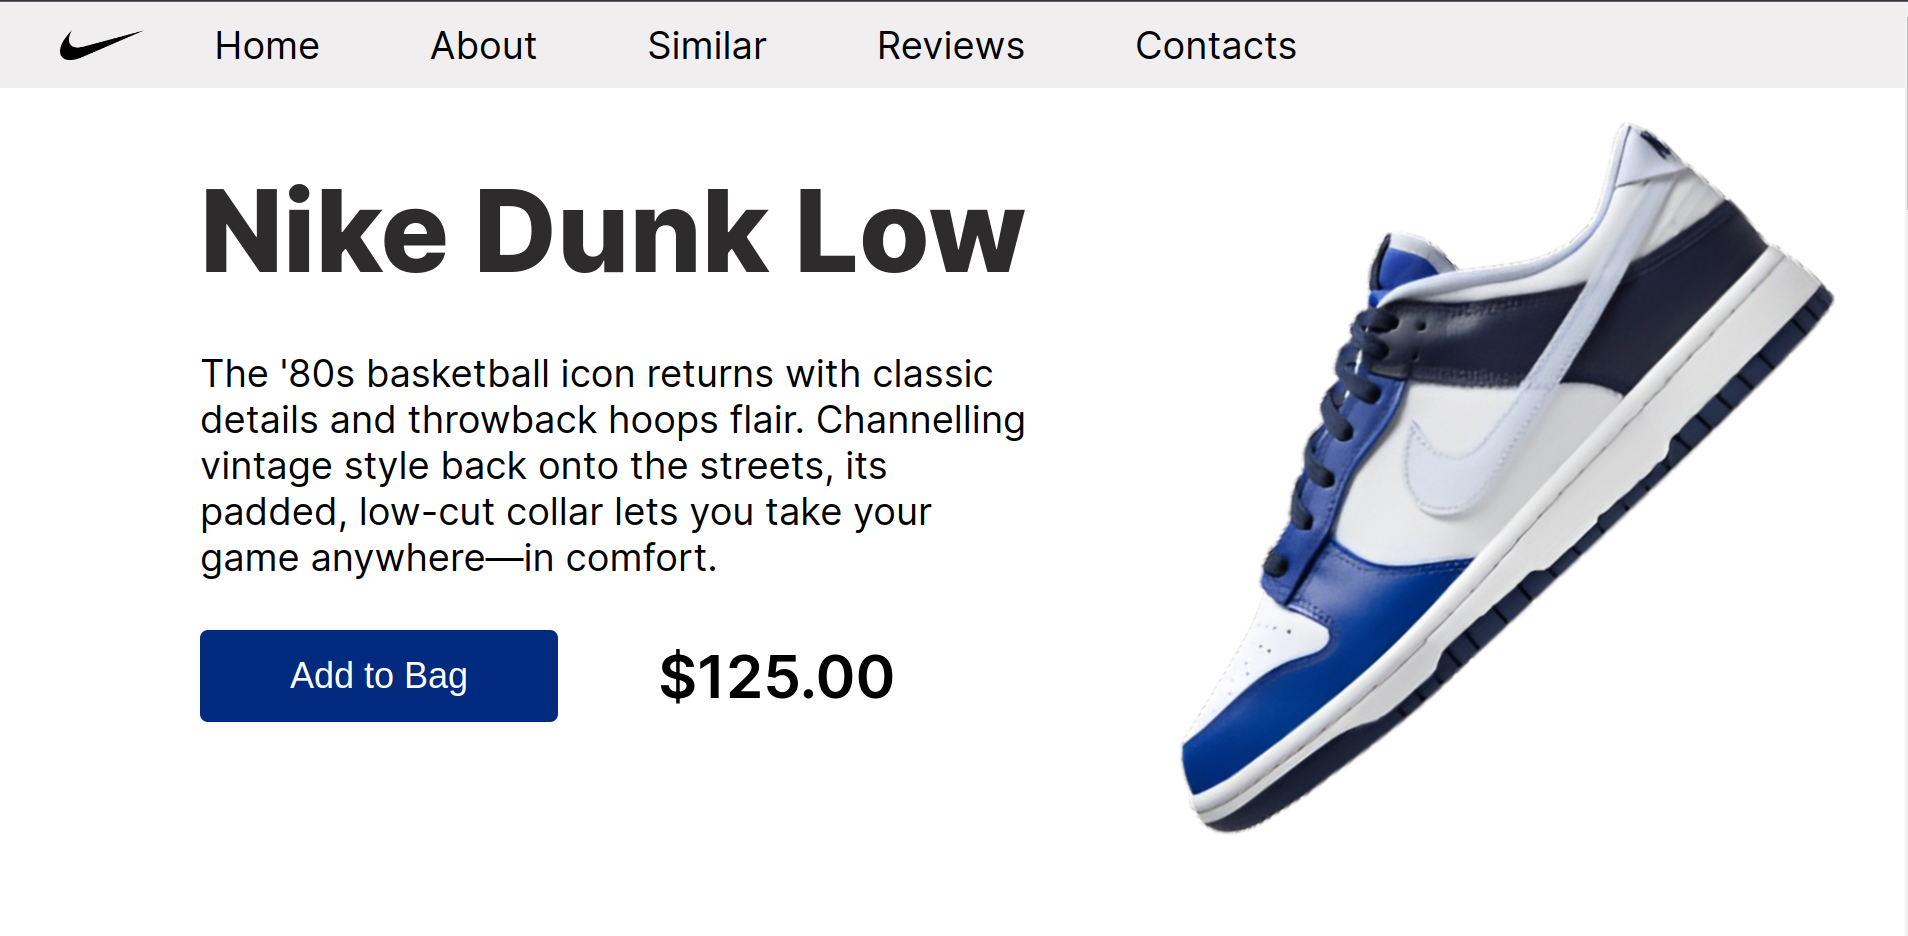 Home About Similar Reviews Contacts
Nike Dunk Low
The '80s basketball icon returns with classic
details and throwback hoops flair. Channelling
vintage style back onto the streets, its
padded, low-cut collar lets you take your
game anywhere—in comfort.
Add to Bag $125.00